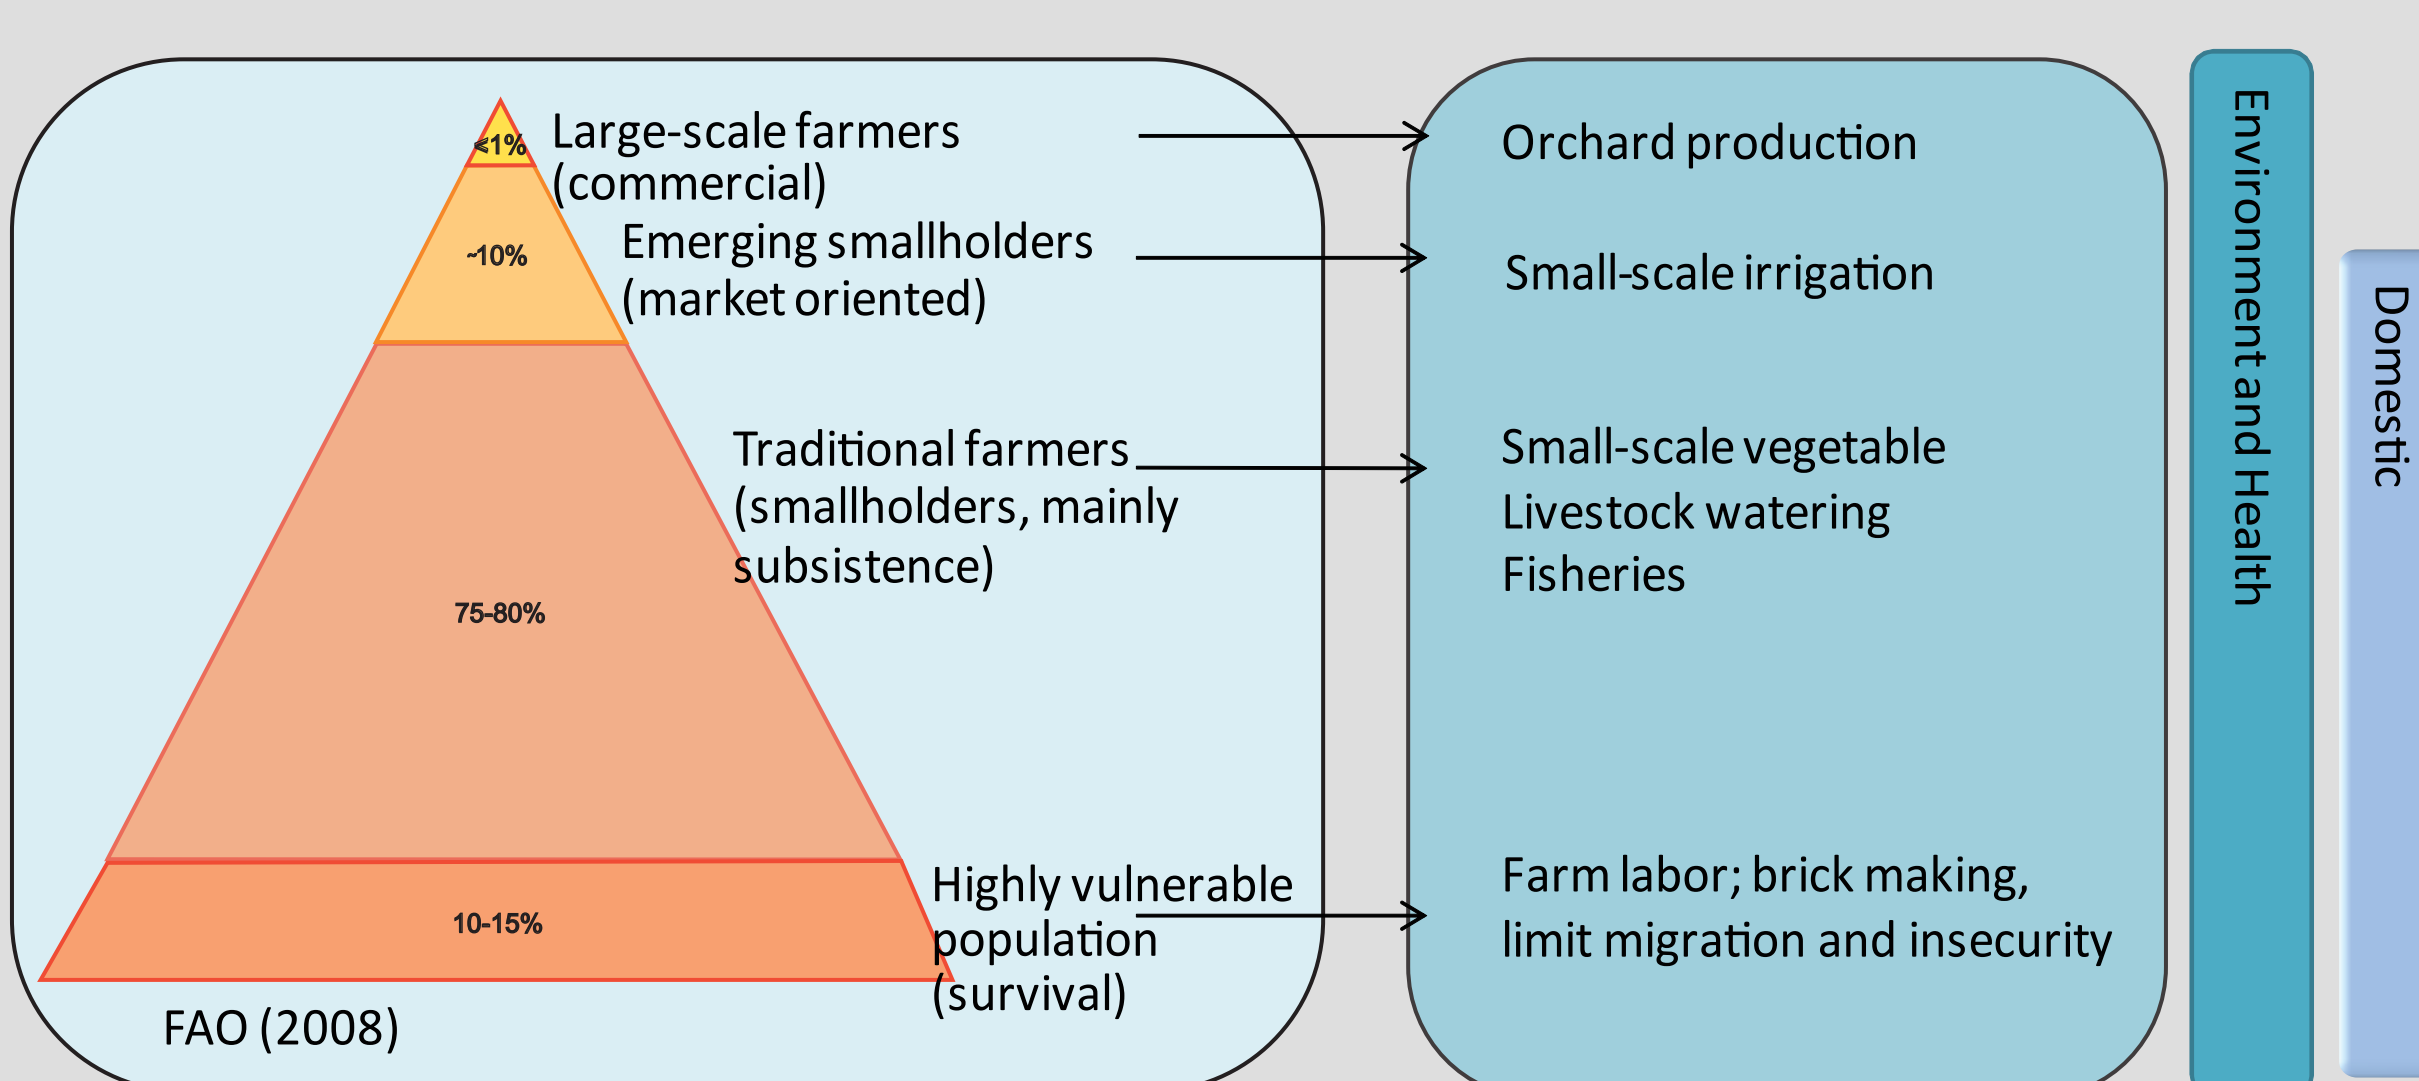 <1%
Large-scale farmers
(commercial)
Orchard production
~10%
Emerging smallholders
(market oriented)
Small-scale irrigation
75-80%
Traditional farmers
(smallholders, mainly
subsistence)
Small-scale vegetable
Livestock watering
Fisheries
10-15%
Highly vulnerable
population
(survival)
Farm labor; brick making,
limit migration and insecurity
FAO (2008)
Environment and Health
Domestic